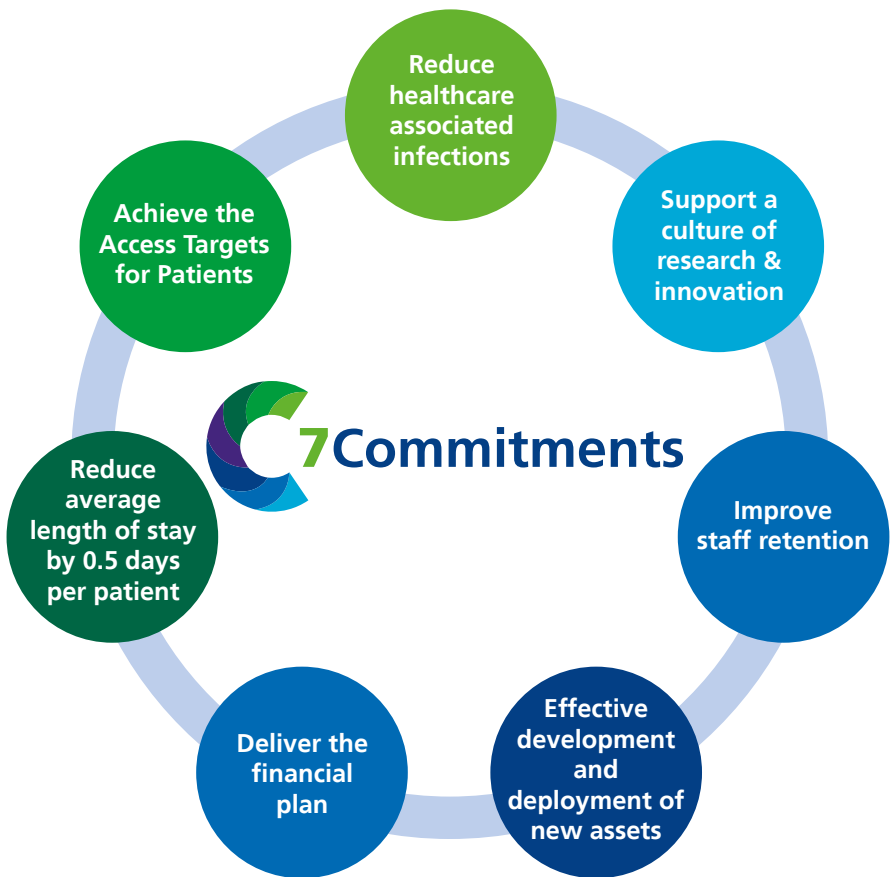 Reduce
healthcare
associated
infections
Support a
culture of
research &
innovation
Improve
staff retention
Effective
development
and
deployment of
new assets
Deliver the
financial
plan
Reduce
average
length of stay
by 0.5 days
per patient
Achieve the
Access Targets
for Patients
7Commitments